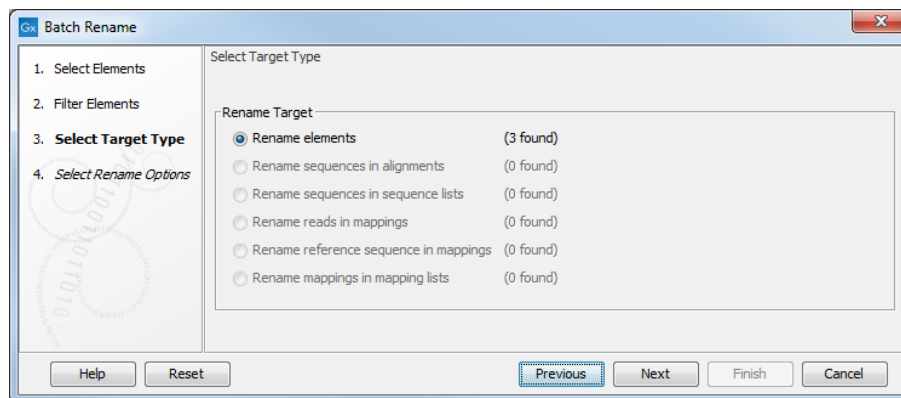 Gx Batch Rename
1. Select Elements
2. Filter Elements
3. Select Target Type
4. Select Rename Options
Select Target Type
Rename Target
Rename elements (3 found)
Rename sequences in alignments (0 found)
Rename sequences in sequence lists (0 found)
Rename reads in mappings (0 found)
Rename reference sequence in mappings (0 found)
Rename mappings in mapping lists (0 found)
Help Reset Previous Next Finish Cancel